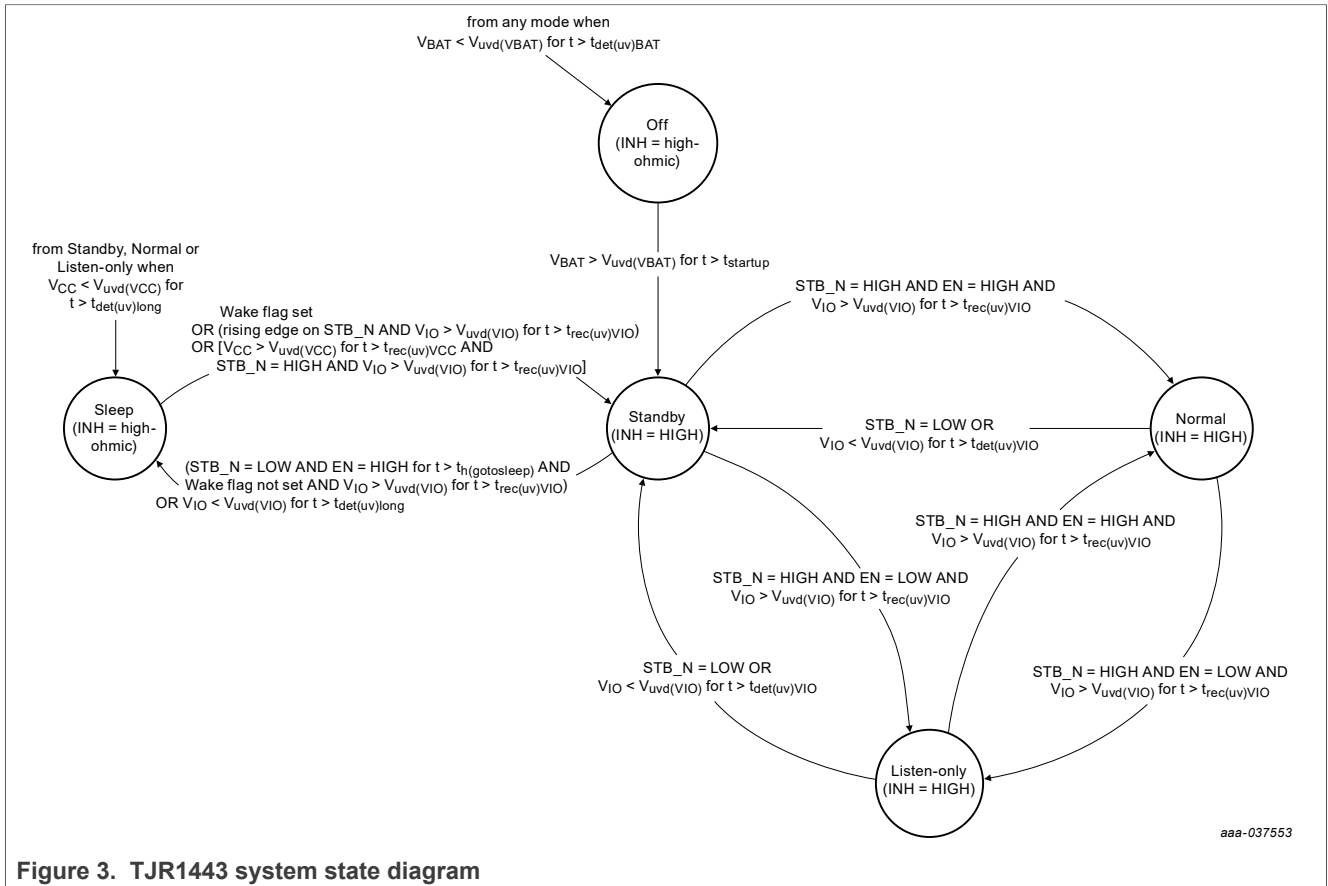 from any mode when
VBAT < Vuvd(VBAT) for t > tdet(uv)BAT
Off
(INH = high-
ohmic)
VBAT > Vuvd(VBAT) for t > tstartup
from Standby, Normal or
Listen-only when
VCC < Vuvd(VCC) for
t > tdet(uv)long
Wake flag set
OR (rising edge on STB_N AND VIO > Vuvd(VIO) for t > trec(uv)VIO)
OR [VCC > Vuvd(VCC) for t > trec(uv)VCC AND
STB_N = HIGH AND VIO > Vuvd(VIO) for t > trec(uv)VIO]
STB_N = HIGH AND EN = HIGH AND
VIO > Vuvd(VIO) for t > trec(uv)VIO
Sleep
(INH = high-
ohmic)
Standby
(INH = HIGH)
STB_N = LOW OR
VIO < Vuvd(VIO) for t > tdet(uv)VIO
Normal
(INH = HIGH)
(STB_N = LOW AND EN = HIGH for t > th(gotosleep) AND
Wake flag not set AND VIO > Vuvd(VIO) for t > trec(uv)VIO)
OR VIO < Vuvd(VIO) for t > tdet(uv)long
STB_N = HIGH AND EN = HIGH AND
VIO > Vuvd(VIO) for t > trec(uv)VIO
STB_N = HIGH AND EN = LOW AND
VIO > Vuvd(VIO) for t > trec(uv)VIO
STB_N = LOW OR
VIO < Vuvd(VIO) for t > tdet(uv)VIO
STB_N = HIGH AND EN = LOW AND
VIO > Vuvd(VIO) for t > trec(uv)VIO
Listen-only
(INH = HIGH)
aaa-037553
Figure 3. TJR1443 system state diagram